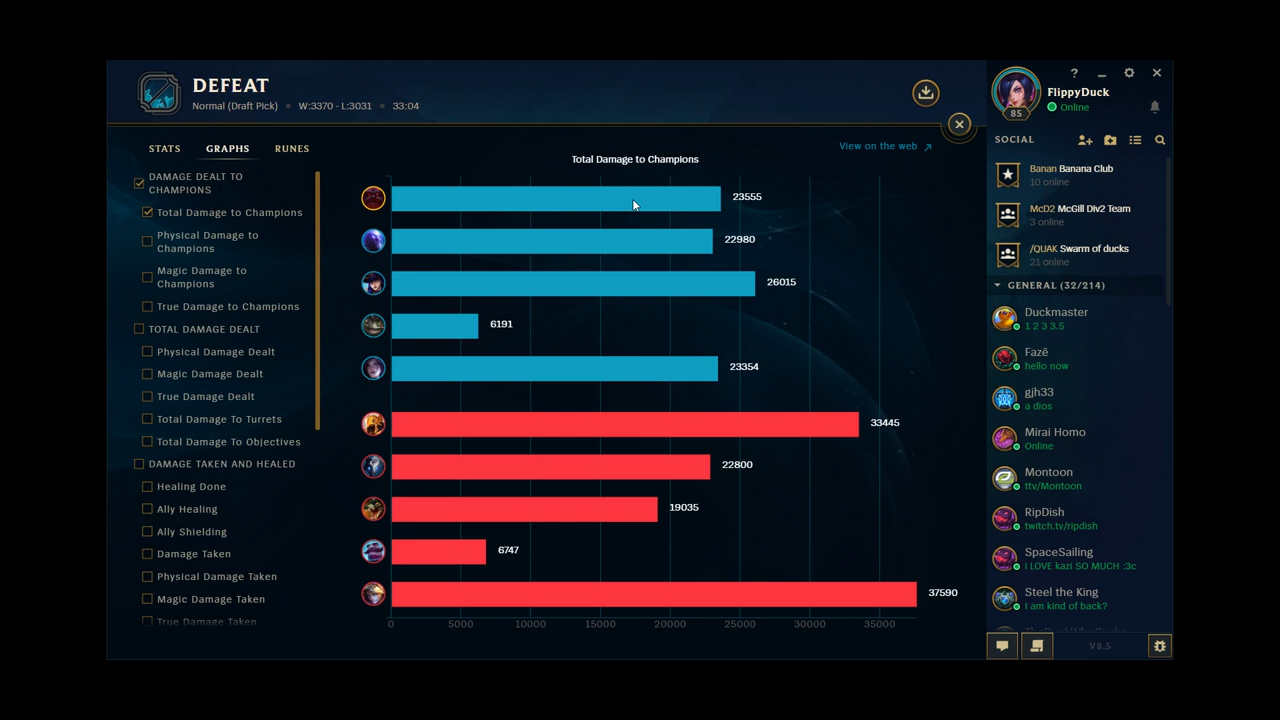 DEFEAT
Normal (Draft Pick) • W:3370 - L:3031 • 33:04
STATS
GRAPHS
RUNES
View on the web
DAMAGE DEALT TO
CHAMPIONS
Total Damage to Champions
Physical Damage to
Champions
Magic Damage to
Champions
True Damage to Champions
TOTAL DAMAGE DEALT
Physical Damage Dealt
Magic Damage Dealt
True Damage Dealt
Total Damage To Turrets
Total Damage To Objectives
DAMAGE TAKEN AND HEALED
Healing Done
Ally Healing
Ally Shielding
Damage Taken
Physical Damage Taken
Magic Damage Taken
True Damage Taken
Total Damage to Champions
23555
22980
26015
6191
23354
33445
22800
19035
6747
37590
0 5000 10000 15000 20000 25000 30000 35000
?
85
FlippyDuck
Online
SOCIAL
Banan Banana Club
10 online
McD2 McGill Div2 Team
3 online
/QUAK Swarm of ducks
21 online
GENERAL (32/214)
Duckmaster
1 2 3 3.5
Fazē
hello now
gjh33
a dios
Mirai Homo
Online
Montoon
ttv/Montoon
RipDish
twitch.tv/ripdish
SpaceSailing
i LOVE kazi SO MUCH :3c
Steel the King
I am kind of back?
V8.5